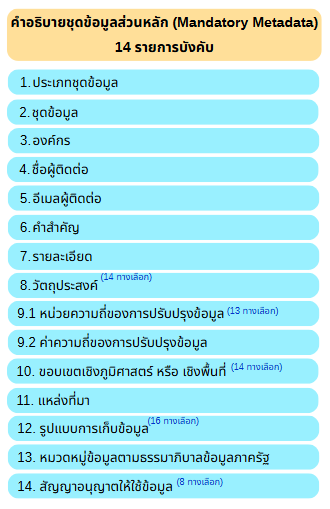 คำอธิบายชุดข้อมูลส่วนหลัก (Mandatory Metadata)
14 รายการบังคับ
1. ประเภทชุดข้อมูล
2. ชุดข้อมูล
3. องค์กร
4. ชื่อผู้ติดต่อ
5. อีเมลผู้ติดต่อ
6. คำสำคัญ
7. รายละเอียด
8. วัตถุประสงค์ (14 ทางเลือก)
9.1 หน่วยความถี่ของการปรับปรุงข้อมูล (13 ทางเลือก)
9.2 ค่าความถี่ของการปรับปรุงข้อมูล
10. ขอบเขตเชิงภูมิศาสตร์ หรือ เชิงพื้นที่ (14 ทางเลือก)
11. แหล่งที่มา
12. รูปแบบการเก็บข้อมูล (16 ทางเลือก)
13. หมวดหมู่ข้อมูลตามธรรมาภิบาลข้อมูลภาครัฐ
14. สัญญาอนุญาตให้ใช้ข้อมูล (8 ทางเลือก)